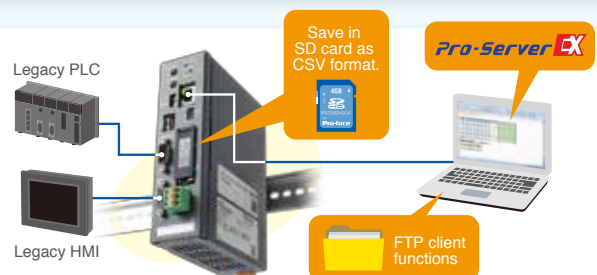 Save in
SD card as
CSV format.
4GB
Pro-face
Pro-Server EX
Legacy PLC
Legacy HMI
FTP client
functions